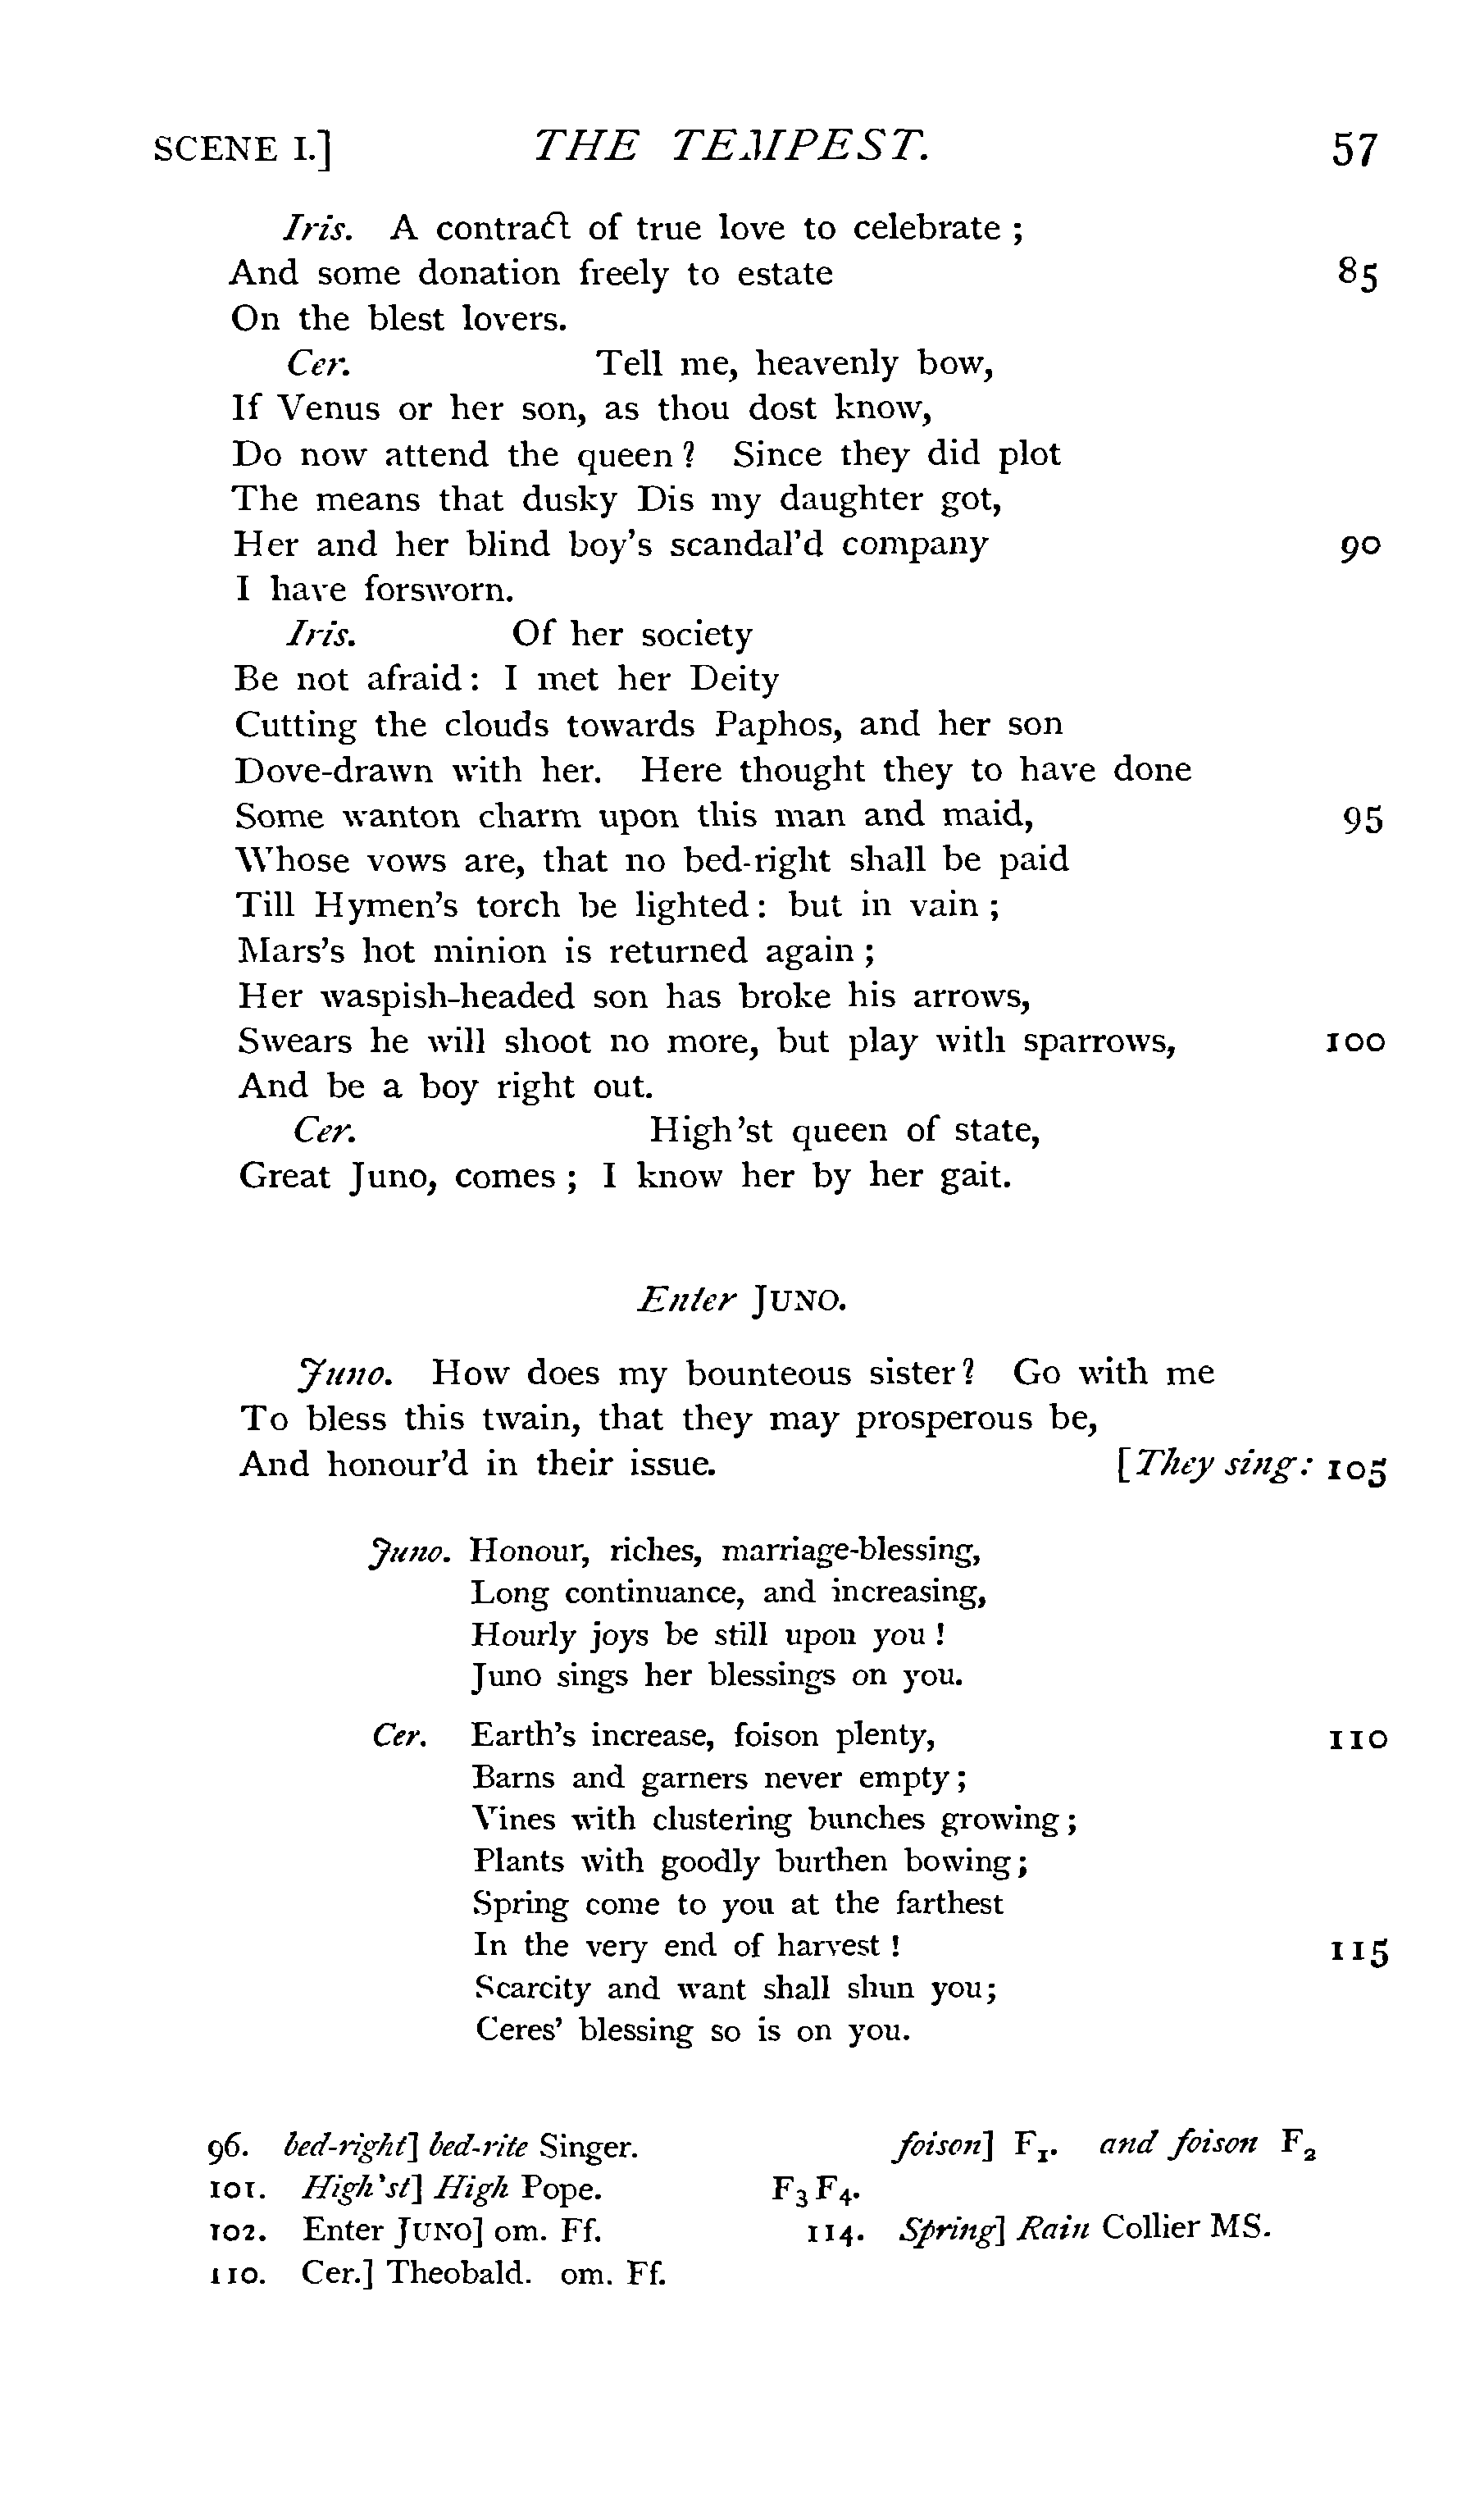 SCENE I.] THE TEMPEST. 57
Iris. A contract of true love to celebrate ;
And some donation freely to estate 85
On the blest lovers.
Cer. Tell me, heavenly bow,
If Venus or her son, as thou dost know,
Do now attend the queen ? Since they did plot
The means that dusky Dis my daughter got,
Her and her blind boy's scandal'd company 90
I have forsworn.
Iris. Of her society
Be not afraid : I met her Deity
Cutting the clouds towards Paphos, and her son
Dove-drawn with her. Here thought they to have done
Some wanton charm upon this man and maid, 95
Whose vows are, that no bed-right shall be paid
Till Hymen's torch be lighted : but in vain ;
Mars's hot minion is returned again ;
Her waspish-headed son has broke his arrows,
Swears he will shoot no more, but play with sparrows, 100
And be a boy right out.
Cer. High'st queen of state,
Great Juno, comes ; I know her by her gait.
Enter JUNO.
Juno. How does my bounteous sister ? Go with me
To bless this twain, that they may prosperous be,
And honour'd in their issue. [They sing: 105
Juno. Honour, riches, marriage-blessing,
Long continuance, and increasing,
Hourly joys be still upon you !
Juno sings her blessings on you.
Cer. Earth's increase, foison plenty, 110
Barns and garners never empty ;
Vines with clustering bunches growing ;
Plants with goodly burthen bowing ;
Spring come to you at the farthest
In the very end of harvest ! 115
Scarcity and want shall shun you ;
Ceres' blessing so is on you.
96. bed-right] bed-rite Singer.
101. High'st] High Pope.
102. Enter JUNO] om. Ff.
110. Cer.] Theobald. om. Ff.
foison] F1. and foison F2
F3 F4.
114. Spring] Rain Collier MS.